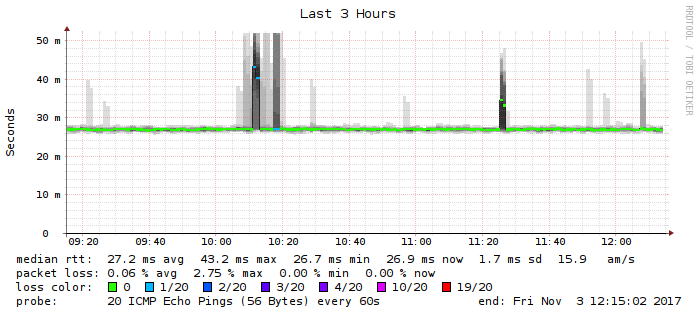 Last 3 Hours
RRDTOOL / TOBI OETIKER
Seconds
50 m
40 m
30 m
20 m
10 m
0
09:20 09:40 10:00 10:20 10:40 11:00 11:20 11:40 12:00
median rtt: 27.2 ms avg 43.2 ms max 26.7 ms min 26.9 ms now 1.7 ms sd 15.9 am/s
packet loss: 0.06 % avg 2.75 % max 0.00 % min 0.00 % now
loss color: 0 1/20 2/20 3/20 4/20 10/20 19/20
probe: 20 ICMP Echo Pings (56 Bytes) every 60s end: Fri Nov 3 12:15:02 2017